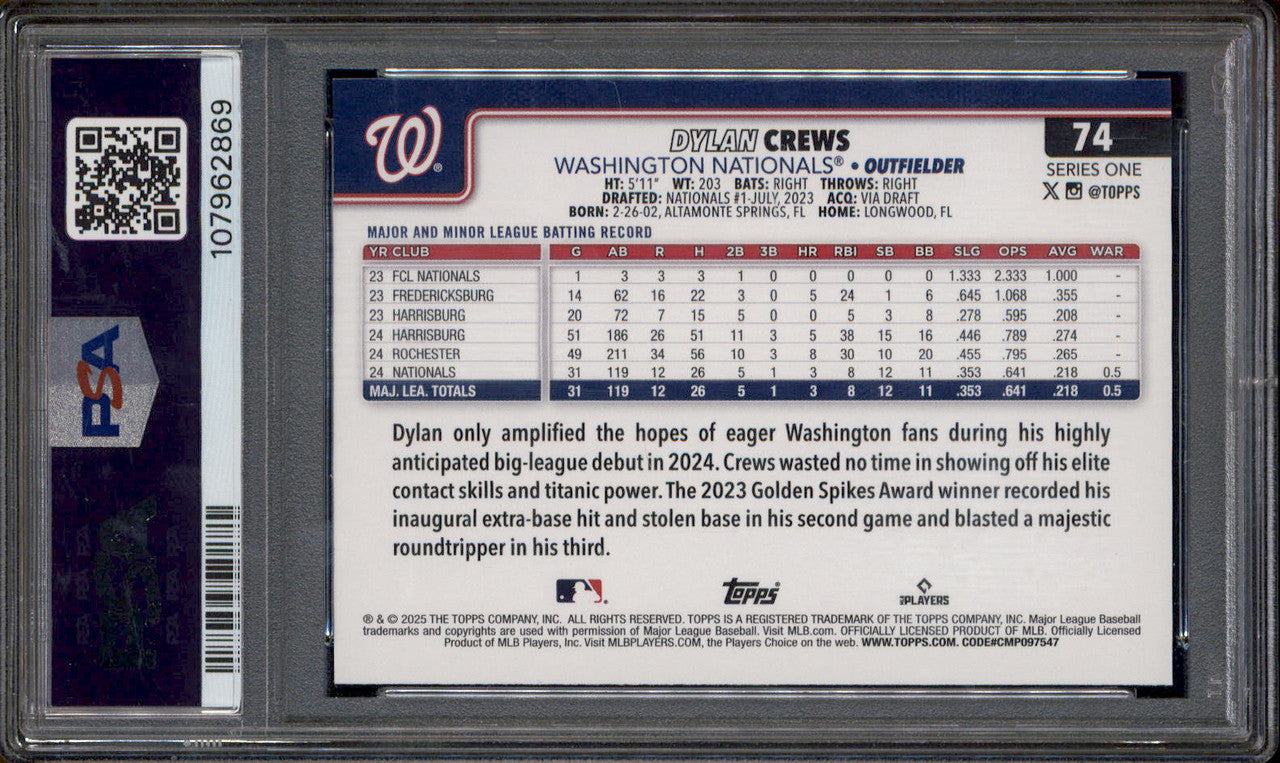 PSA
107962869
W®
DYLAN CREWS
WASHINGTON NATIONALS® • OUTFIELDER
HT: 5'11" WT: 203 BATS: RIGHT THROWS: RIGHT
DRAFTED: NATIONALS #1-JULY, 2023 ACQ: VIA DRAFT
BORN: 2-26-02, ALTAMONTE SPRINGS, FL HOME: LONGWOOD, FL
74
SERIES ONE
X @TOPPS
MAJOR AND MINOR LEAGUE BATTING RECORD
YR CLUB G AB R H 2B 3B HR RBI SB BB SLG OPS AVG WAR
23 FCL NATIONALS 1 3 3 3 1 0 0 0 0 0 1.333 2.333 1.000 -
23 FREDERICKSBURG 14 62 16 22 3 0 5 24 1 6 .645 1.068 .355 -
23 HARRISBURG 20 72 7 15 5 0 0 5 3 8 .278 .595 .208 -
24 HARRISBURG 51 186 26 51 11 3 5 38 15 16 .446 .789 .274 -
24 ROCHESTER 49 211 34 56 10 3 8 30 10 20 .455 .795 .265 -
24 NATIONALS 31 119 12 26 5 1 3 8 12 11 .353 .641 .218 0.5
MAJ. LEA. TOTALS 31 119 12 26 5 1 3 8 12 11 .353 .641 .218 0.5
Dylan only amplified the hopes of eager Washington fans during his highly
anticipated big-league debut in 2024. Crews wasted no time in showing off his elite
contact skills and titanic power. The 2023 Golden Spikes Award winner recorded his
inaugural extra-base hit and stolen base in his second game and blasted a majestic
roundtripper in his third.
topps
PLAYERS
® & © 2025 THE TOPPS COMPANY, INC. ALL RIGHTS RESERVED. TOPPS IS A REGISTERED TRADEMARK OF THE TOPPS COMPANY, INC. Major League Baseball
trademarks and copyrights are used with permission of Major League Baseball. Visit MLB.com. OFFICIALLY LICENSED PRODUCT OF MLB. Officially Licensed
Product of MLB Players, Inc. Visit MLBPLAYERS.COM, the Players Choice on the web. WWW.TOPPS.COM. CODE#CMP097547